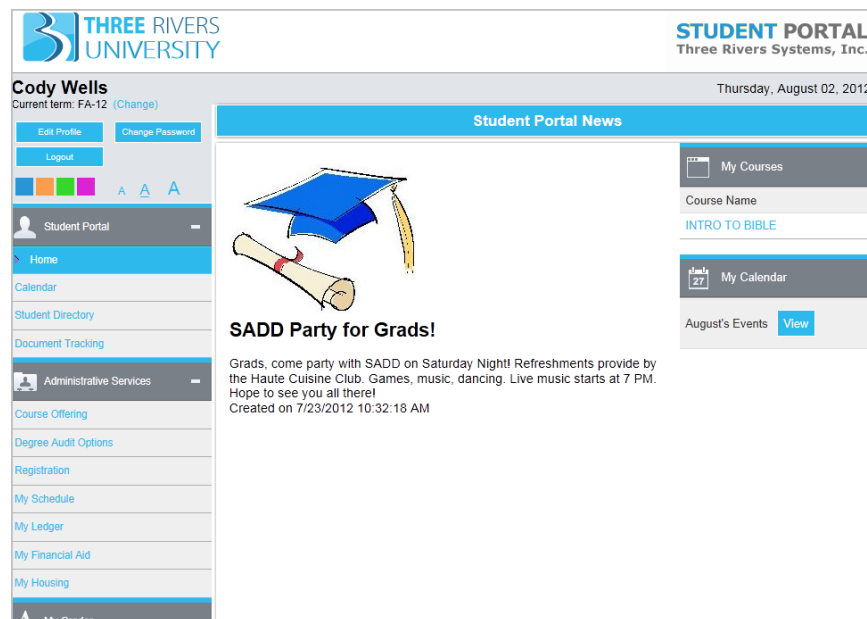 THREE RIVERS
UNIVERSITY
STUDENT PORTAL
Three Rivers Systems, Inc.
Cody Wells
Current term: FA-12 (Change)
Thursday, August 02, 2012
Edit Profile
Change Password
Logout
A A A
Student Portal
Home
Calendar
Student Directory
Document Tracking
Administrative Services
Course Offering
Degree Audit Options
Registration
My Schedule
My Ledger
My Financial Aid
My Housing
Student Portal News
SADD Party for Grads!
Grads, come party with SADD on Saturday Night! Refreshments provide by
the Haute Cuisine Club. Games, music, dancing. Live music starts at 7 PM.
Hope to see you all there!
Created on 7/23/2012 10:32:18 AM
My Courses
Course Name
INTRO TO BIBLE
27
My Calendar
August's Events View